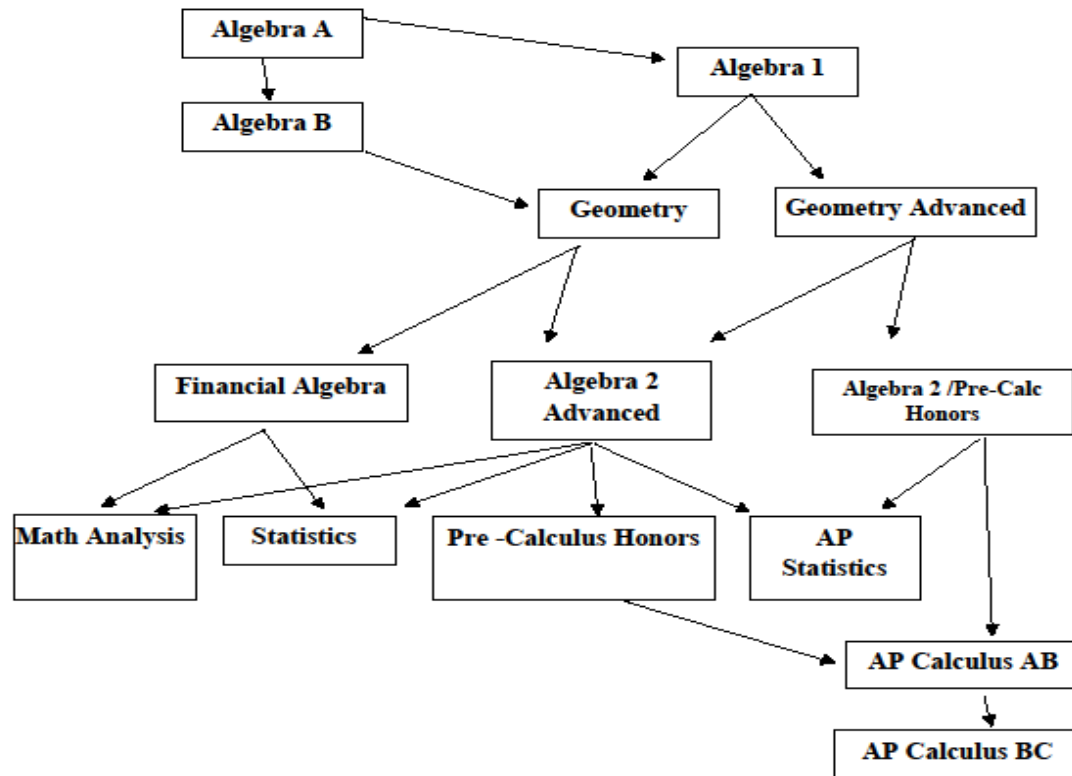 Algebra A
Algebra 1
Algebra B
Geometry
Geometry Advanced
Financial Algebra
Algebra 2
Advanced
Algebra 2 /Pre-Calc
Honors
Math Analysis
Statistics
Pre -Calculus Honors
AP
Statistics
AP Calculus AB
AP Calculus BC